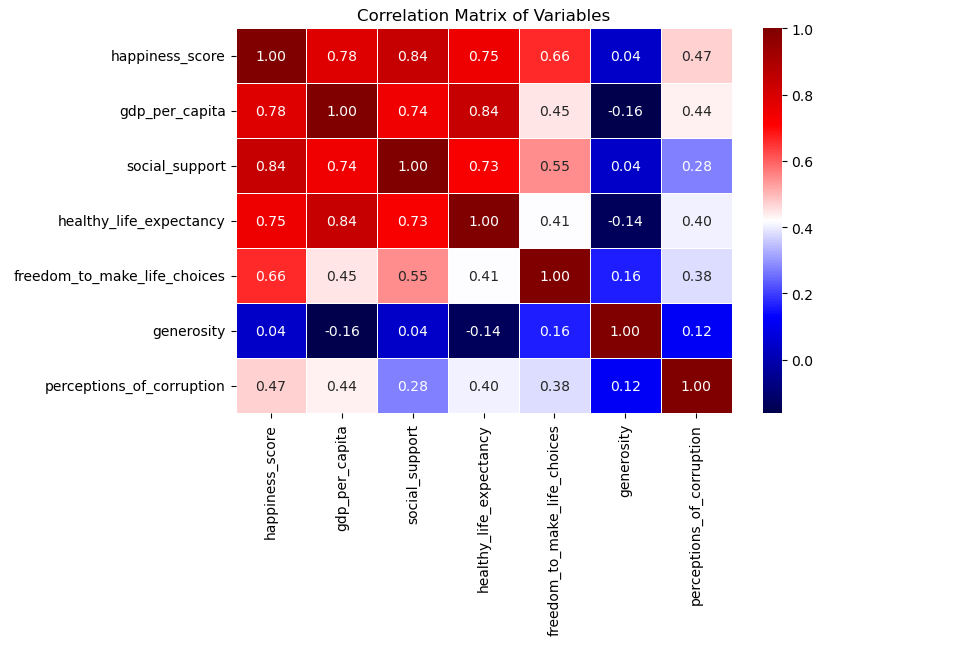 Correlation Matrix of Variables
happiness_score 1.00 0.78 0.84 0.75 0.66 0.04 0.47
gdp_per_capita 0.78 1.00 0.74 0.84 0.45 -0.16 0.44
social_support 0.84 0.74 1.00 0.73 0.55 0.04 0.28
healthy_life_expectancy 0.75 0.84 0.73 1.00 0.41 -0.14 0.40
freedom_to_make_life_choices 0.66 0.45 0.55 0.41 1.00 0.16 0.38
generosity 0.04 -0.16 0.04 -0.14 0.16 1.00 0.12
perceptions_of_corruption 0.47 0.44 0.28 0.40 0.38 0.12 1.00
happiness_score
gdp_per_capita
social_support
healthy_life_expectancy
freedom_to_make_life_choices
generosity
perceptions_of_corruption
1.0
0.8
0.6
0.4
0.2
0.0